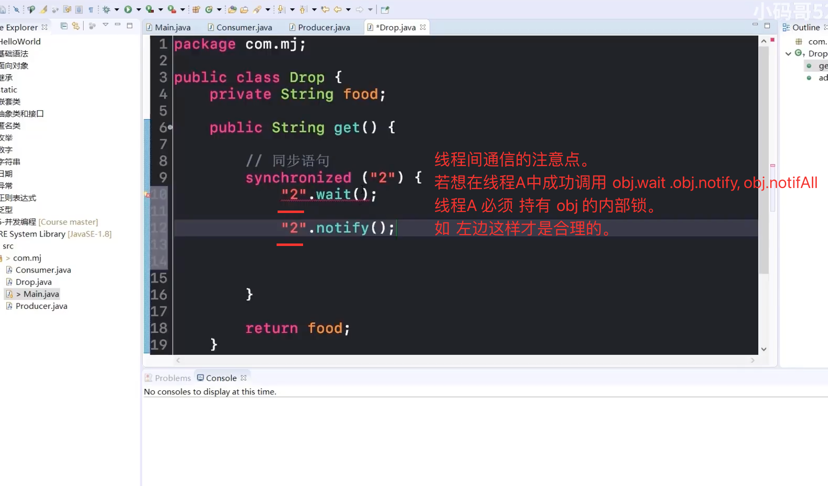 小码哥
e Explorer
Main.java
Consumer.java
Producer.java
*Drop.java
Outline
HelloWorld
基础语法
面向对象
继承
static
嵌套类
抽象类和接口
匿名类
枚举
数字
字符串
日期
异常
正则表达式
泛型
5-开发编程 [Course master]
RE System Library [JavaSE-1.8]
src
> com.mj
Consumer.java
Drop.java
> Main.java
Producer.java
1 package com.mj;
2
3 public class Drop {
4 private String food;
5
6 public String get() {
7
8 // 同步语句
9 synchronized ("2") {
10 "2".wait();
11
12 "2".notify();
13
14
15
16 }
17
18 return food;
19 }
线程间通信的注意点。
若想在线程A中成功调用 obj.wait .obj.notify, obj.notifAll
线程A 必须 持有 obj 的内部锁。
如 左边这样才是合理的。
com.
Drop
ge
ad
Problems
Console
No consoles to display at this time.